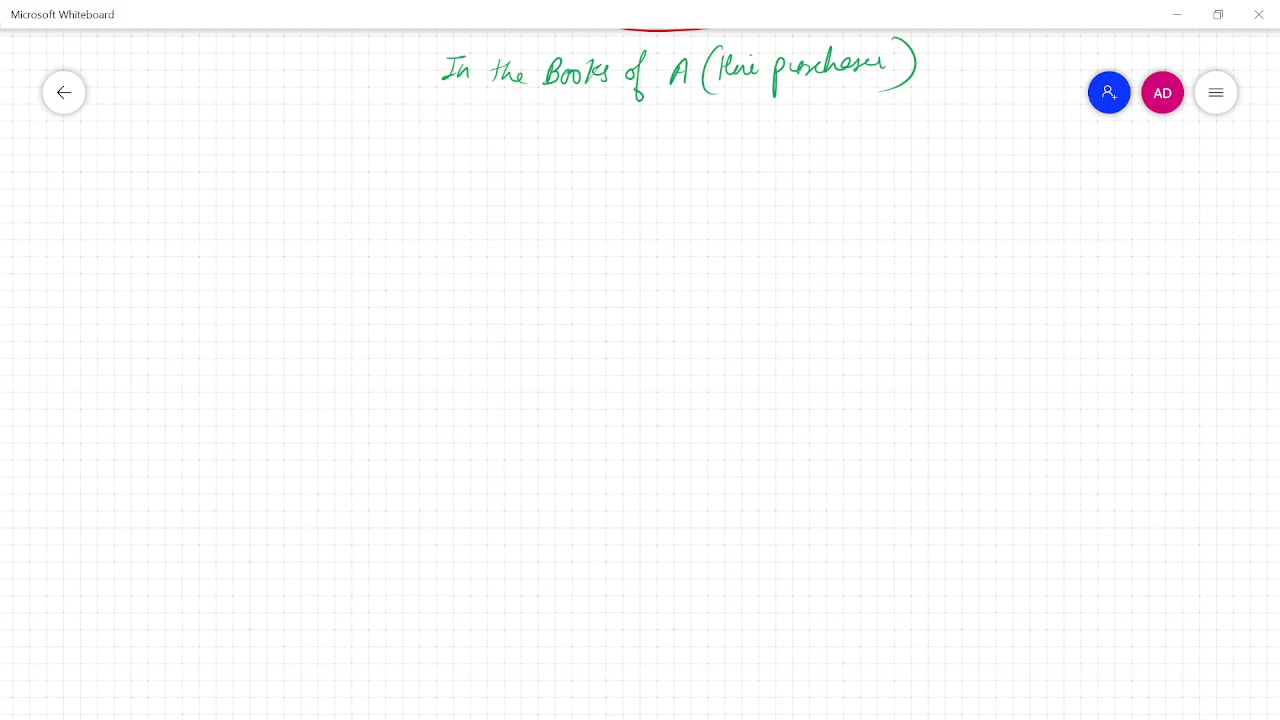 Microsoft Whiteboard
In the Books of A (Hire purchaser)
AD